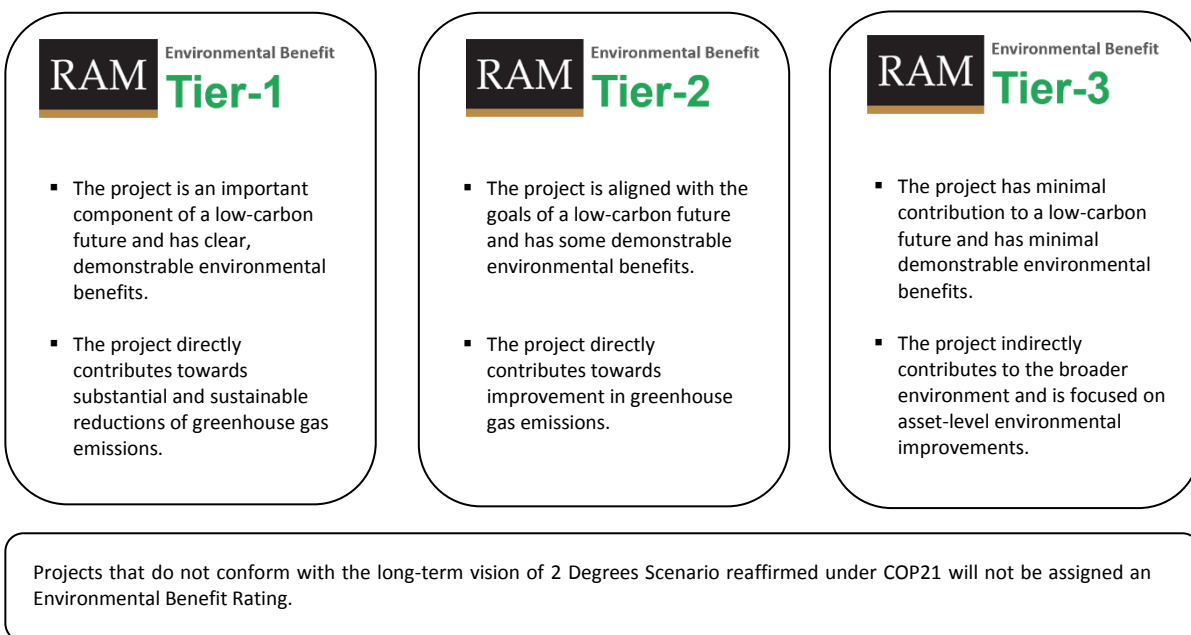 RAM
Environmental Benefit
Tier-1
▪ The project is an important
component of a low-carbon
future and has clear,
demonstrable environmental
benefits.
▪ The project directly
contributes towards
substantial and sustainable
reductions of greenhouse gas
emissions.
RAM
Environmental Benefit
Tier-2
▪ The project is aligned with the
goals of a low-carbon future
and has some demonstrable
environmental benefits.
▪ The project directly
contributes towards
improvement in greenhouse
gas emissions.
RAM
Environmental Benefit
Tier-3
▪ The project has minimal
contribution to a low-carbon
future and has minimal
demonstrable environmental
benefits.
▪ The project indirectly
contributes to the broader
environment and is focused on
asset-level environmental
improvements.
Projects that do not conform with the long-term vision of 2 Degrees Scenario reaffirmed under COP21 will not be assigned an
Environmental Benefit Rating.